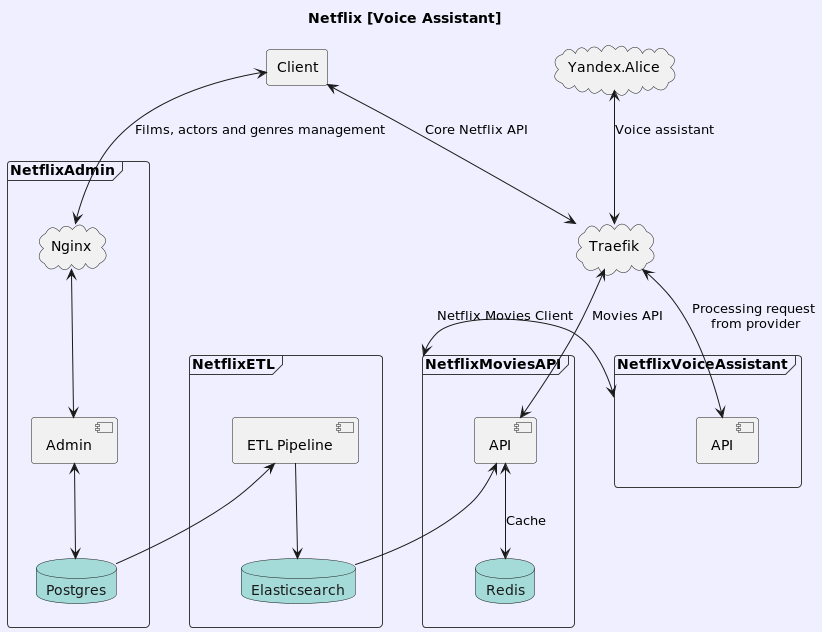 Netflix [Voice Assistant]
Client
Yandex.Alice
Films, actors and genres management
Core Netflix API
Voice assistant
NetflixAdmin
Nginx
Traefik
Netflix Movies Client
Movies API
Processing request
from provider
NetflixETL
NetflixMoviesAPI
NetflixVoiceAssistant
Admin
ETL Pipeline
API
API
Cache
Postgres
Elasticsearch
Redis